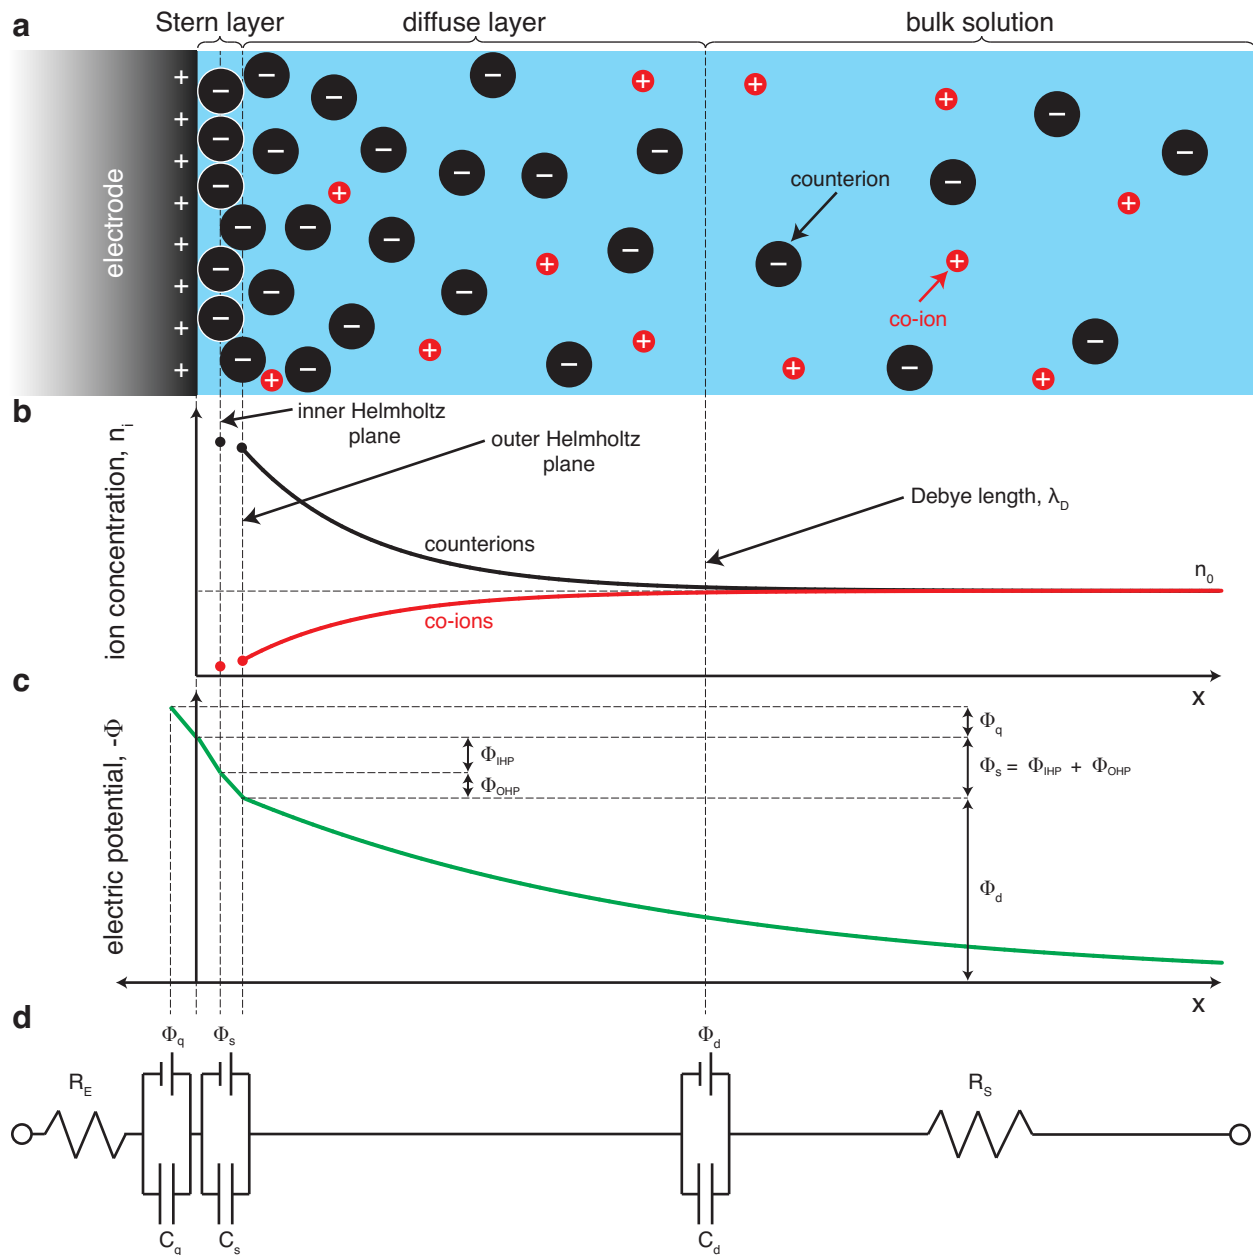 a
Stern layer
diffuse layer
bulk solution
electrode
counterion
co-ion
b
ion concentration, nᵢ
inner Helmholtz
plane
outer Helmholtz
plane
Debye length, λ_D
counterions
co-ions
n₀
x
c
electric potential, -Φ
Φ_IHP
Φ_OHP
Φ_q
Φ_s = Φ_IHP + Φ_OHP
Φ_d
x
d
Φ_q
Φ_s
Φ_d
R_E
R_S
C_q
C_s
C_d